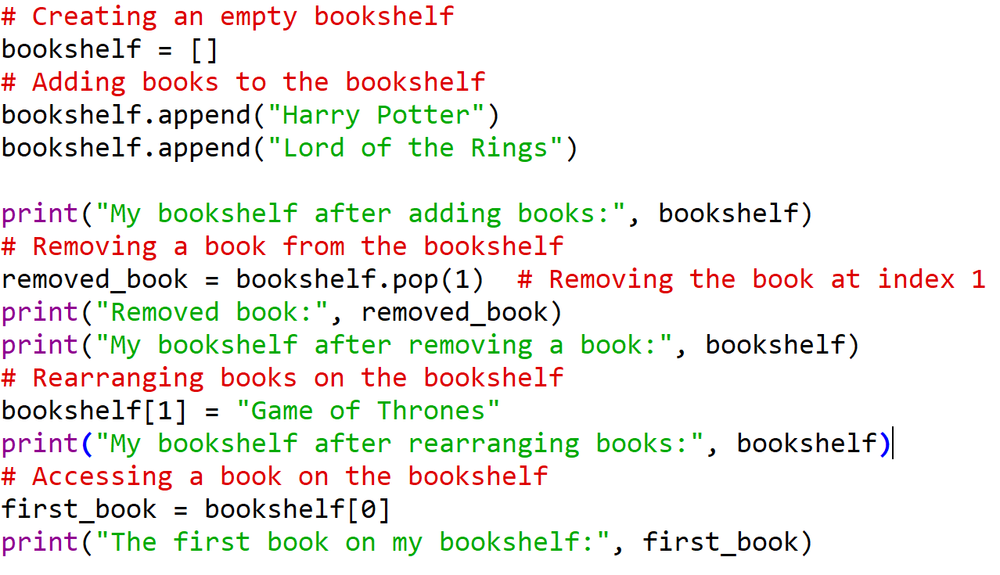 # Creating an empty bookshelf
bookshelf = []
# Adding books to the bookshelf
bookshelf.append("Harry Potter")
bookshelf.append("Lord of the Rings")

print("My bookshelf after adding books:", bookshelf)
# Removing a book from the bookshelf
removed_book = bookshelf.pop(1)  # Removing the book at index 1
print("Removed book:", removed_book)
print("My bookshelf after removing a book:", bookshelf)
# Rearranging books on the bookshelf
bookshelf[1] = "Game of Thrones"
print("My bookshelf after rearranging books:", bookshelf)
# Accessing a book on the bookshelf
first_book = bookshelf[0]
print("The first book on my bookshelf:", first_book)